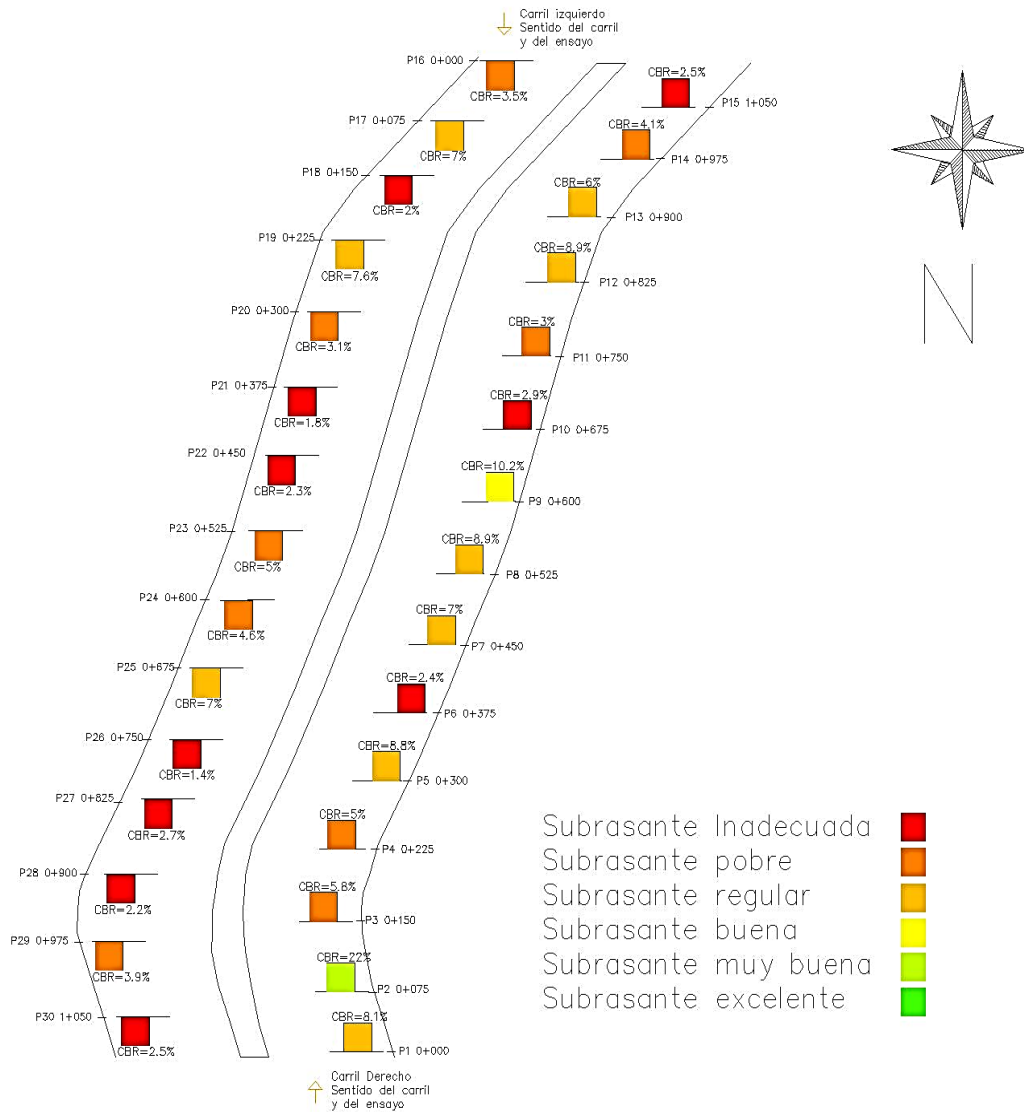 Carril izquierdo
Sentido del carril
y del ensayo
P16 0+000
CBR=3.5%
P17 0+075
CBR=7%
P18 0+150
CBR=2%
P19 0+225
CBR=7.6%
P20 0+300
CBR=3.1%
P21 0+375
CBR=1.8%
P22 0+450
CBR=2.3%
P23 0+525
CBR=5%
P24 0+600
CBR=4.6%
P25 0+675
CBR=7%
P26 0+750
CBR=1.4%
P27 0+825
CBR=2.7%
P28 0+900
CBR=2.2%
P29 0+975
CBR=3.9%
P30 1+050
CBR=2.5%
CBR=2.5%
P15 1+050
CBR=4.1%
P14 0+975
CBR=6%
P13 0+900
CBR=8.9%
P12 0+825
CBR=3%
P11 0+750
CBR=2.9%
P10 0+675
CBR=10.2%
P9 0+600
CBR=8.9%
P8 0+525
CBR=7%
P7 0+450
CBR=2.4%
P6 0+375
CBR=8.8%
P5 0+300
CBR=5%
P4 0+225
CBR=5.8%
P3 0+150
CBR=22%
P2 0+075
CBR=8.1%
P1 0+000
Carril Derecho
Sentido del carril
y del ensayo
N
Subrasante Inadecuada
Subrasante pobre
Subrasante regular
Subrasante buena
Subrasante muy buena
Subrasante excelente